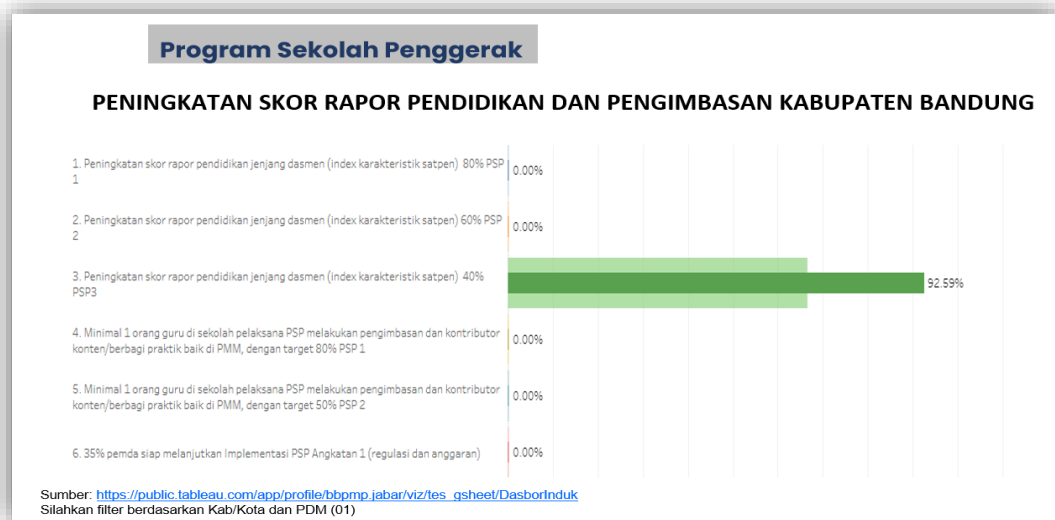 Program Sekolah Penggerak
PENINGKATAN SKOR RAPOR PENDIDIKAN DAN PENGIMBASAN KABUPATEN BANDUNG
1. Peningkatan skor rapor pendidikan jenjang dasmen (index karakteristik satpen) 80% PSP
1
0.00%
2. Peningkatan skor rapor pendidikan jenjang dasmen (index karakteristik satpen) 60% PSP
2
0.00%
3. Peningkatan skor rapor pendidikan jenjang dasmen (index karakteristik satpen) 40%
PSP3
92.59%
4. Minimal 1 orang guru di sekolah pelaksana PSP melakukan pengimbasan dan kontributor
konten/berbagi praktik baik di PMM, dengan target 80% PSP 1
0.00%
5. Minimal 1 orang guru di sekolah pelaksana PSP melakukan pengimbasan dan kontributor
konten/berbagi praktik baik di PMM, dengan target 50% PSP 2
0.00%
6. 35% pemda siap melanjutkan Implementasi PSP Angkatan 1 (regulasi dan anggaran)
0.00%
Sumber: https://public.tableau.com/app/profile/bbpmp.jabar/viz/tes_gsheet/DasborInduk
Silahkan filter berdasarkan Kab/Kota dan PDM (01)